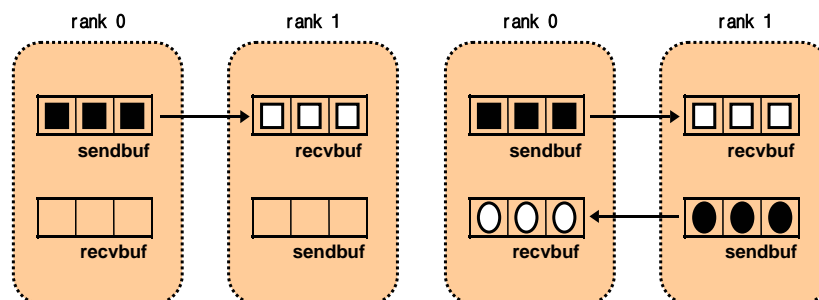 rank 0 rank 1 rank 0 rank 1
sendbuf recvbuf sendbuf recvbuf
recvbuf sendbuf recvbuf sendbuf